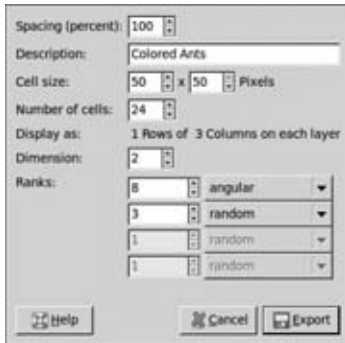 Spacing (percent): 100
Description: Colored Ants
Cell size: 50 x 50 Pixels
Number of cells: 24
Display as: 1 Rows of 3 Columns on each layer
Dimension: 2
Ranks: 8 angular
3 random
1 random
1 random
Help Cancel Export